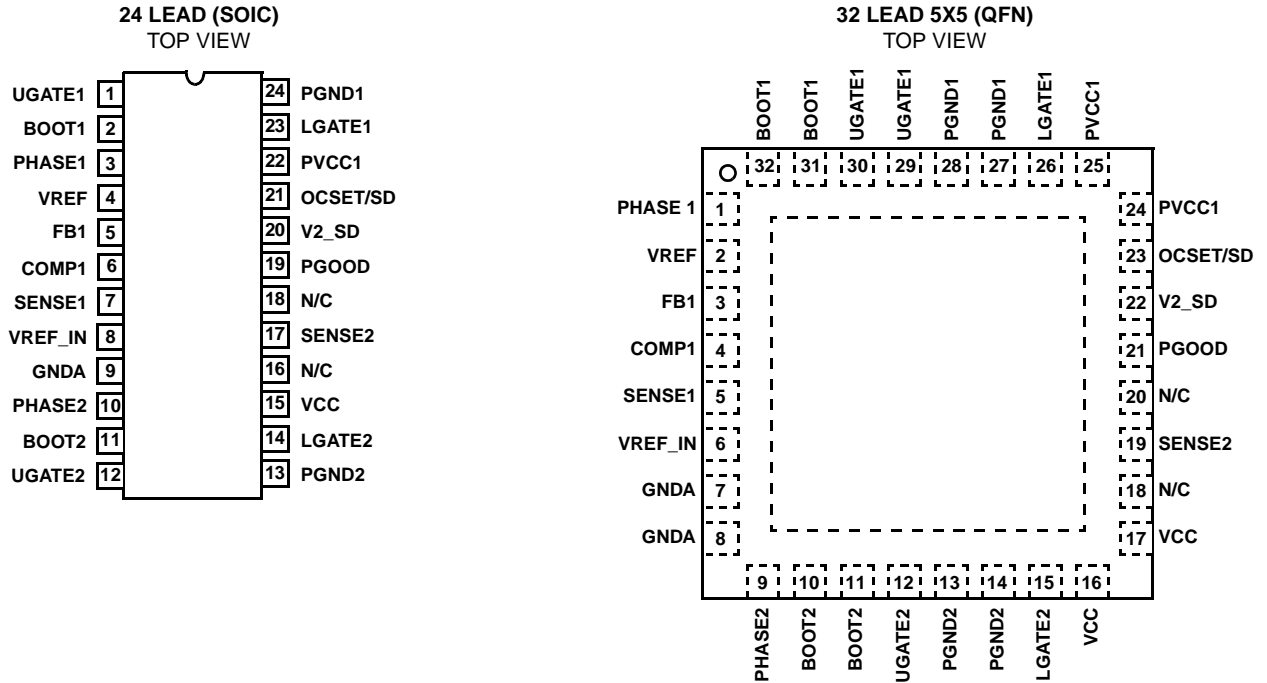 24 LEAD (SOIC)
TOP VIEW
UGATE1 1
BOOT1 2
PHASE1 3
VREF 4
FB1 5
COMP1 6
SENSE1 7
VREF_IN 8
GNDA 9
PHASE2 10
BOOT2 11
UGATE2 12
24 PGND1
23 LGATE1
22 PVCC1
21 OCSET/SD
20 V2_SD
19 PGOOD
18 N/C
17 SENSE2
16 N/C
15 VCC
14 LGATE2
13 PGND2
32 LEAD 5X5 (QFN)
TOP VIEW
BOOT1 BOOT1 UGATE1 UGATE1 PGND1 PGND1 LGATE1 PVCC1
32 31 30 29 28 27 26 25
PHASE 1 1
VREF 2
FB1 3
COMP1 4
SENSE1 5
VREF_IN 6
GNDA 7
GNDA 8
24 PVCC1
23 OCSET/SD
22 V2_SD
21 PGOOD
20 N/C
19 SENSE2
18 N/C
17 VCC
9 10 11 12 13 14 15 16
PHASE2 BOOT2 BOOT2 UGATE2 PGND2 PGND2 LGATE2 VCC